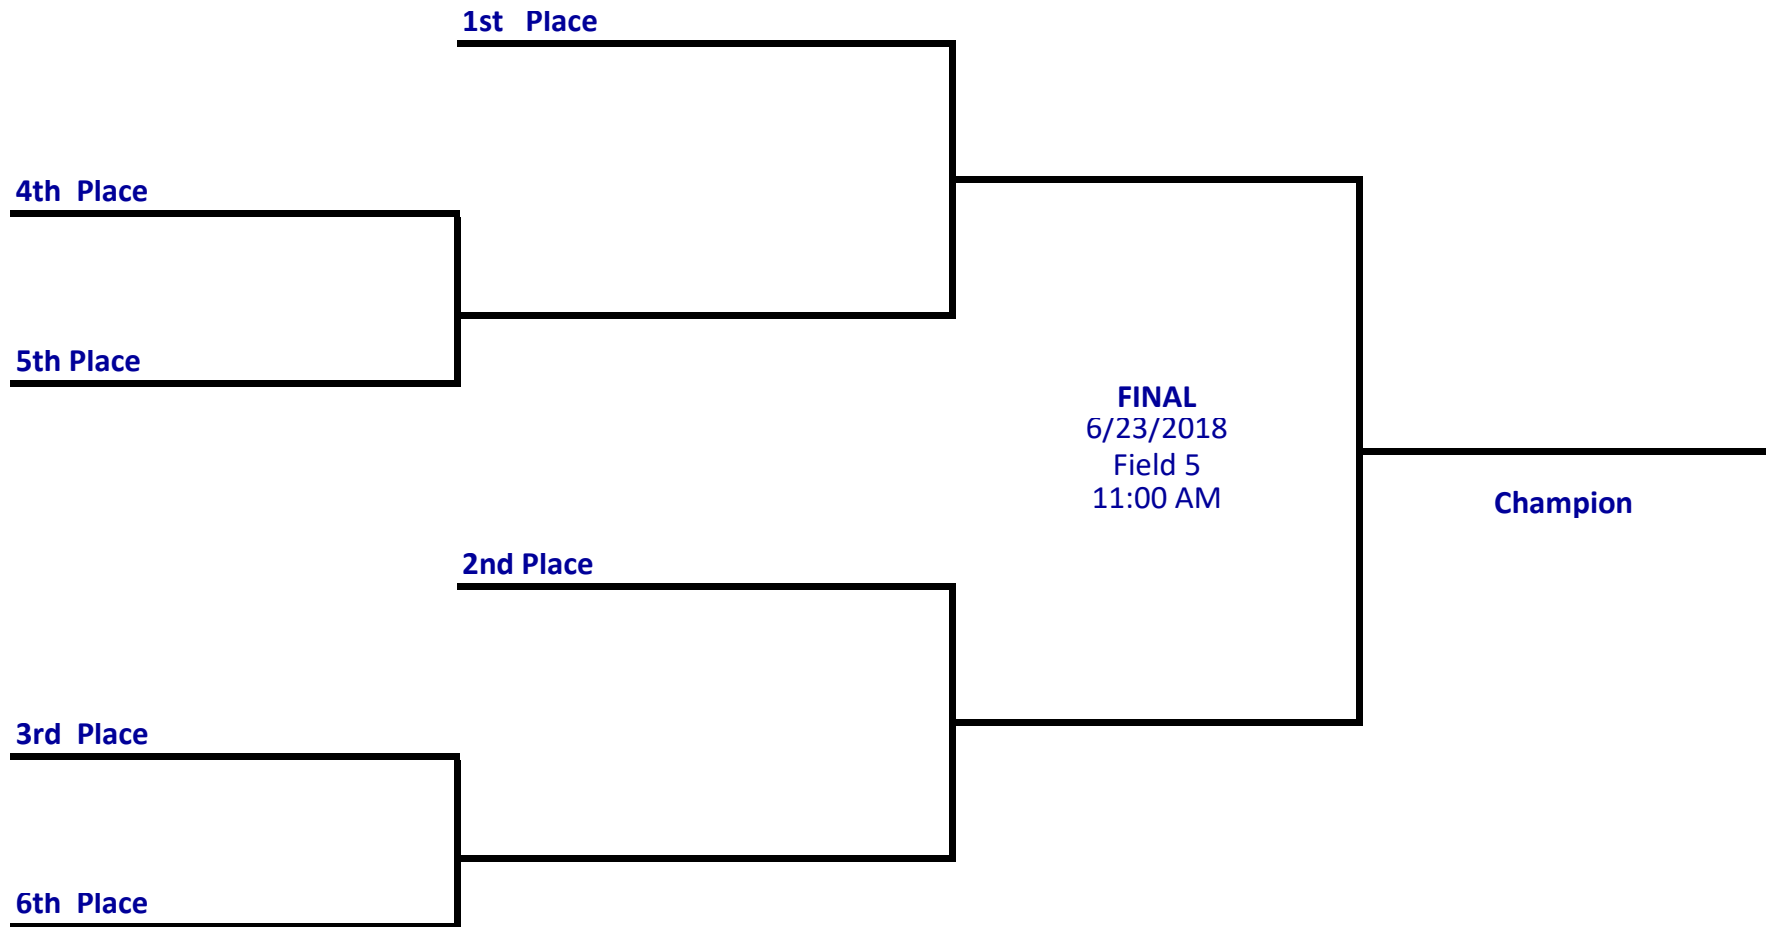 1st Place
4th Place
5th Place
FINAL
6/23/2018
Field 5
11:00 AM
Champion
2nd Place
3rd Place
6th Place